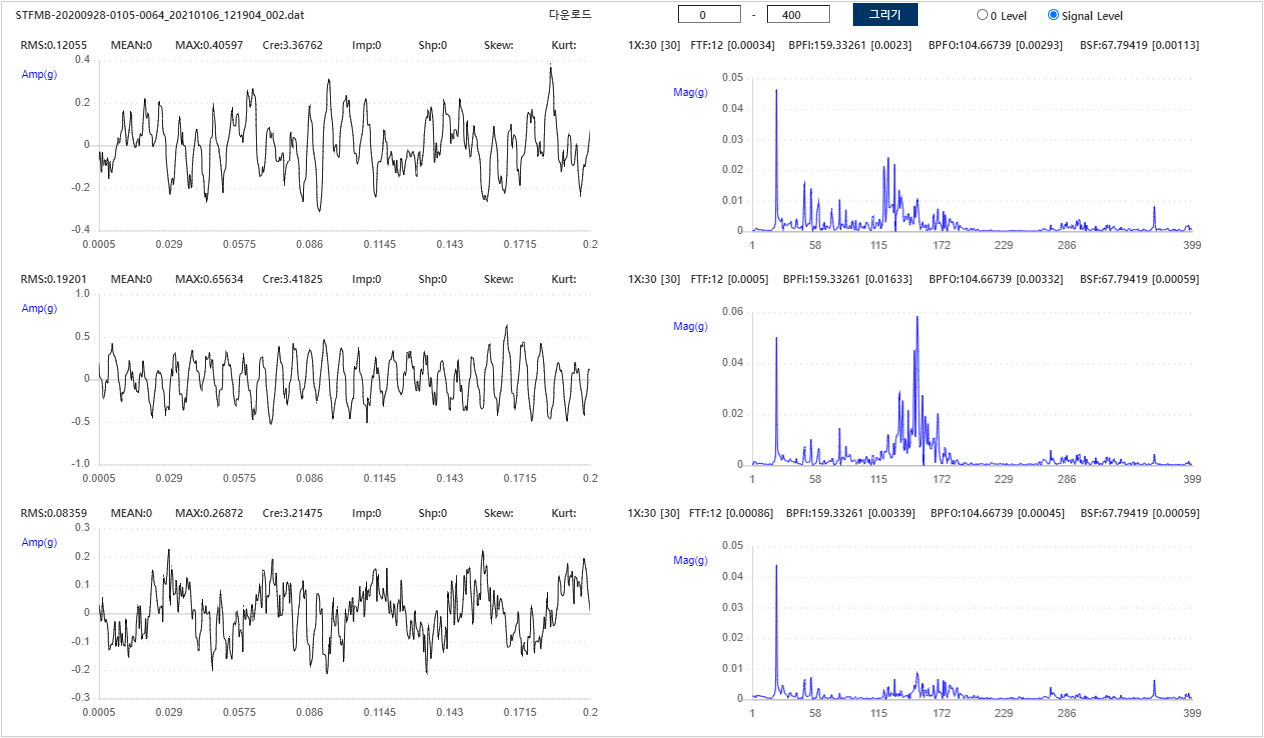 STFMB-20200928-0105-0064_20210106_121904_002.dat 다운로드 0 - 400 그리기 0 Level Signal Level
RMS:0.12055 MEAN:0 MAX:0.40597 Cre:3.36762 Imp:0 Shp:0 Skew: Kurt:
Amp(g)
0.4
0.2
0
-0.2
-0.4
0.0005 0.029 0.0575 0.086 0.1145 0.143 0.1715 0.2
1X:30 [30] FTF:12 [0.00034] BPFI:159.33261 [0.0023] BPFO:104.66739 [0.00293] BSF:67.79419 [0.00113]
Mag(g)
0.05
0.04
0.03
0.02
0.01
0
1 58 115 172 229 286 399
RMS:0.19201 MEAN:0 MAX:0.65634 Cre:3.41825 Imp:0 Shp:0 Skew: Kurt:
Amp(g)
1.0
0.5
0
-0.5
-1.0
0.0005 0.029 0.0575 0.086 0.1145 0.143 0.1715 0.2
1X:30 [30] FTF:12 [0.0005] BPFI:159.33261 [0.01633] BPFO:104.66739 [0.00332] BSF:67.79419 [0.00059]
Mag(g)
0.06
0.04
0.02
0
1 58 115 172 229 286 399
RMS:0.08359 MEAN:0 MAX:0.26872 Cre:3.21475 Imp:0 Shp:0 Skew: Kurt:
Amp(g)
0.3
0.2
0.1
0
-0.1
-0.2
-0.3
0.0005 0.029 0.0575 0.086 0.1145 0.143 0.1715 0.2
1X:30 [30] FTF:12 [0.00086] BPFI:159.33261 [0.00339] BPFO:104.66739 [0.00045] BSF:67.79419 [0.00059]
Mag(g)
0.05
0.04
0.03
0.02
0.01
0
1 58 115 172 229 286 399